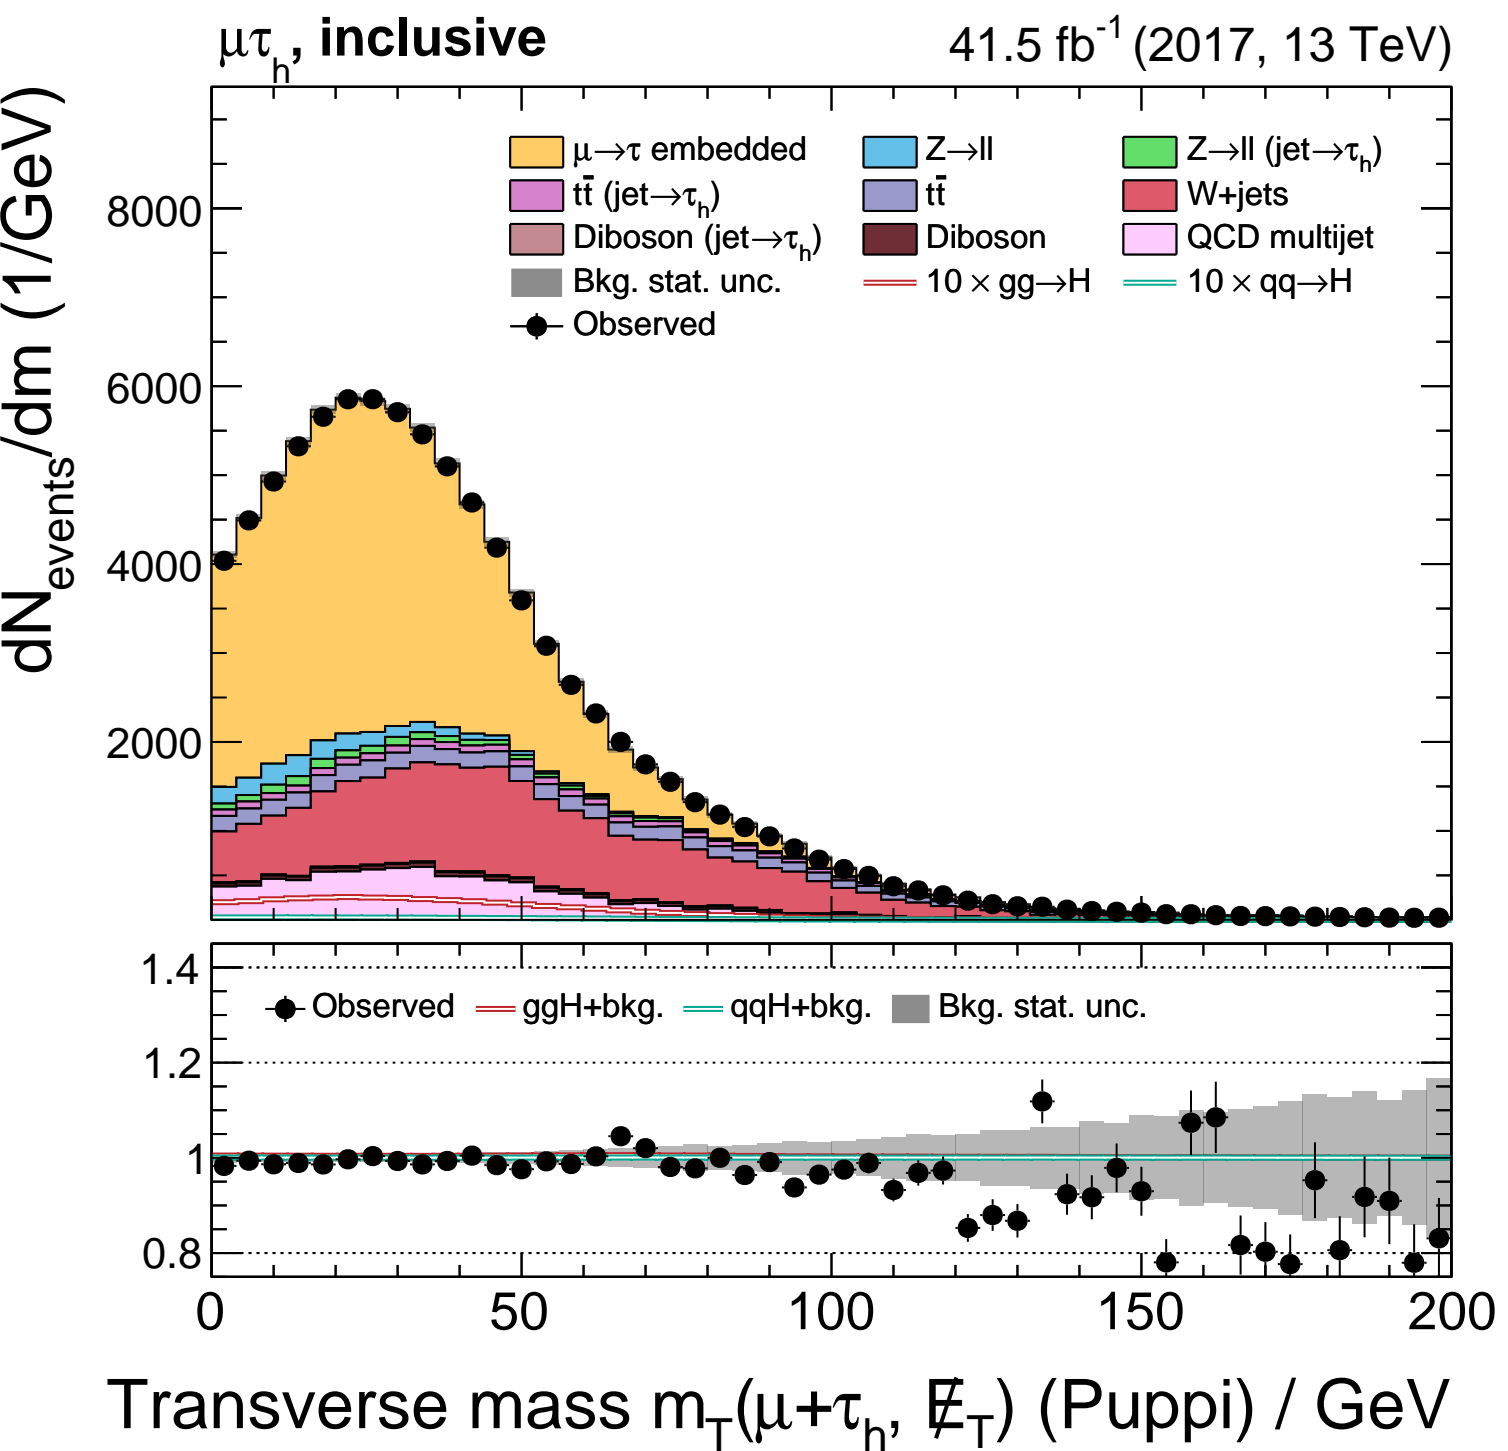 μτh, inclusive 41.5 fb-1 (2017, 13 TeV)
dNevents/dm (1/GeV)
μ→τ embedded Z→ll Z→ll (jet→τh)
tt̄ (jet→τh) tt̄ W+jets
Diboson (jet→τh) Diboson QCD multijet
Bkg. stat. unc. 10 × gg→H 10 × qq→H
Observed
8000
6000
4000
2000
1.4
Observed ggH+bkg. qqH+bkg. Bkg. stat. unc.
1.2
1
0.8
0 50 100 150 200
Transverse mass mT(μ+τh, E̸T) (Puppi) / GeV